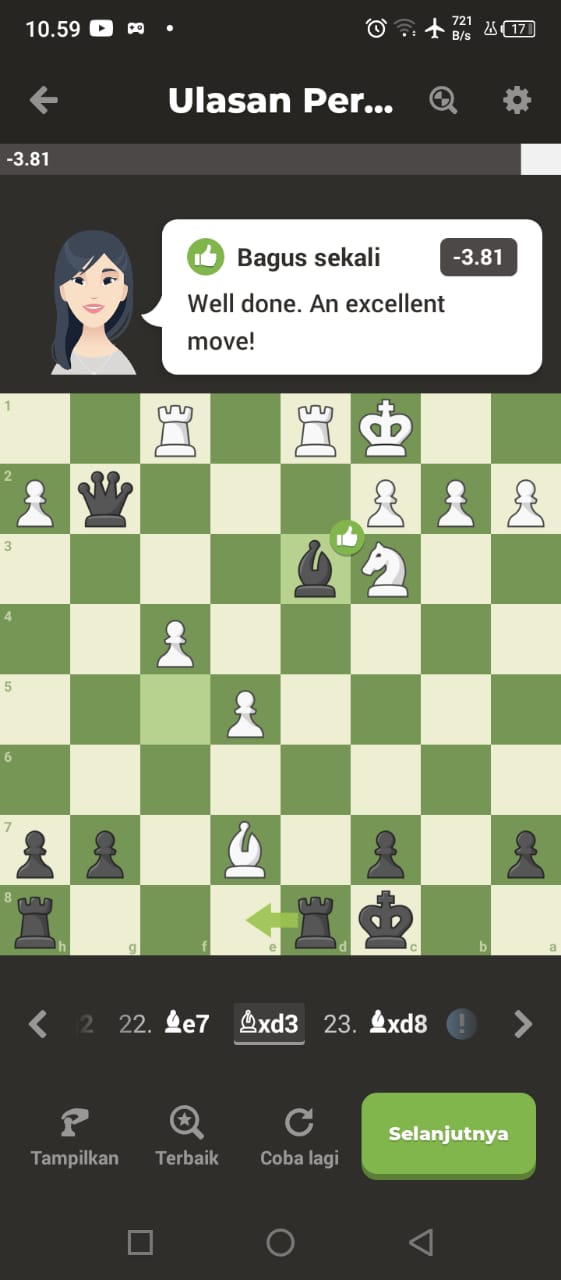 10.59
721
B/s
17
Ulasan Per...
-3.81
Bagus sekali
-3.81
Well done. An excellent
move!
1
2
3
4
5
6
7
8
h g f e d c b a
2 22. e7 xd3 23. xd8 !
Tampilkan
Terbaik
Coba lagi
Selanjutnya